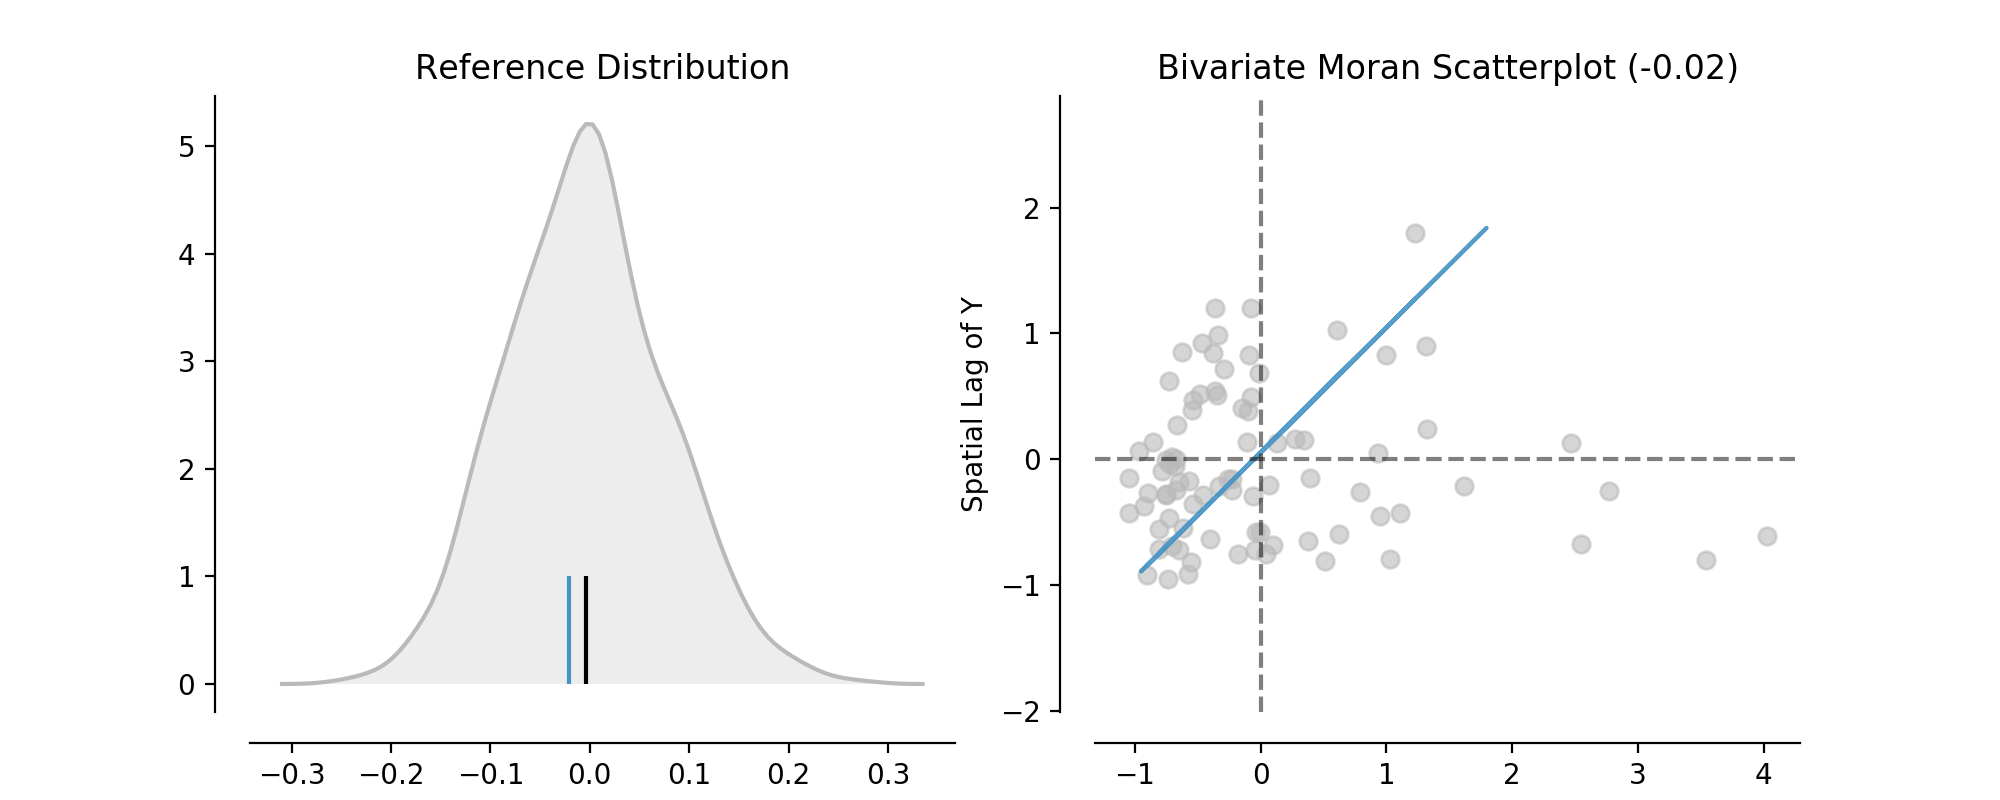 Reference Distribution
5
4
3
2
1
0
−0.3 −0.2 −0.1 0.0 0.1 0.2 0.3
Bivariate Moran Scatterplot (-0.02)
Spatial Lag of Y
2
1
0
−1
−2
−1 0 1 2 3 4